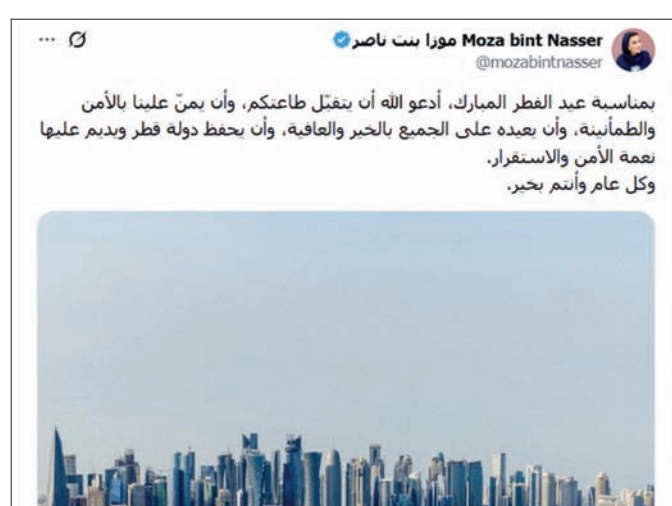 Moza bint Nasser موزا بنت ناصر
@mozabintnasser
بمناسبة عيد الفطر المبارك، أدعو الله أن يتقبّل طاعتكم، وأن يمنّ علينا بالأمن
والطمأنينة، وأن يعيده على الجميع بالخير والعافية، وأن يحفظ دولة قطر ويديم عليها
نعمة الأمن والاستقرار.
وكل عام وأنتم بخير.